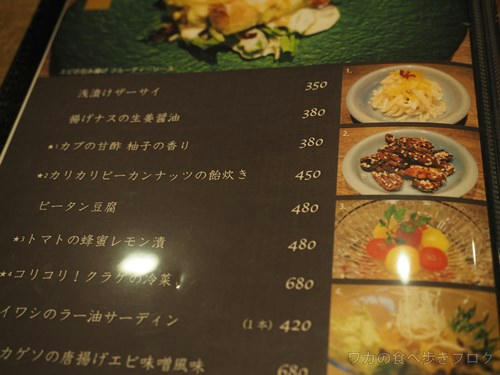 浅漬けザーサイ 350
揚げナスの生姜醤油 380
★1 カブの甘酢 柚子の香り 380
★2 カリカリピーカンナッツの飴炊き 450
ピータン豆腐 480
★3 トマトの蜂蜜レモン漬 480
★4 コリコリ!クラゲの冷菜 680
イワシのラー油サーディン (1本) 420
カゲソの唐揚げエビ味噌風味 680
1.
2.
3.
4.
ワカの食べ歩きブログ